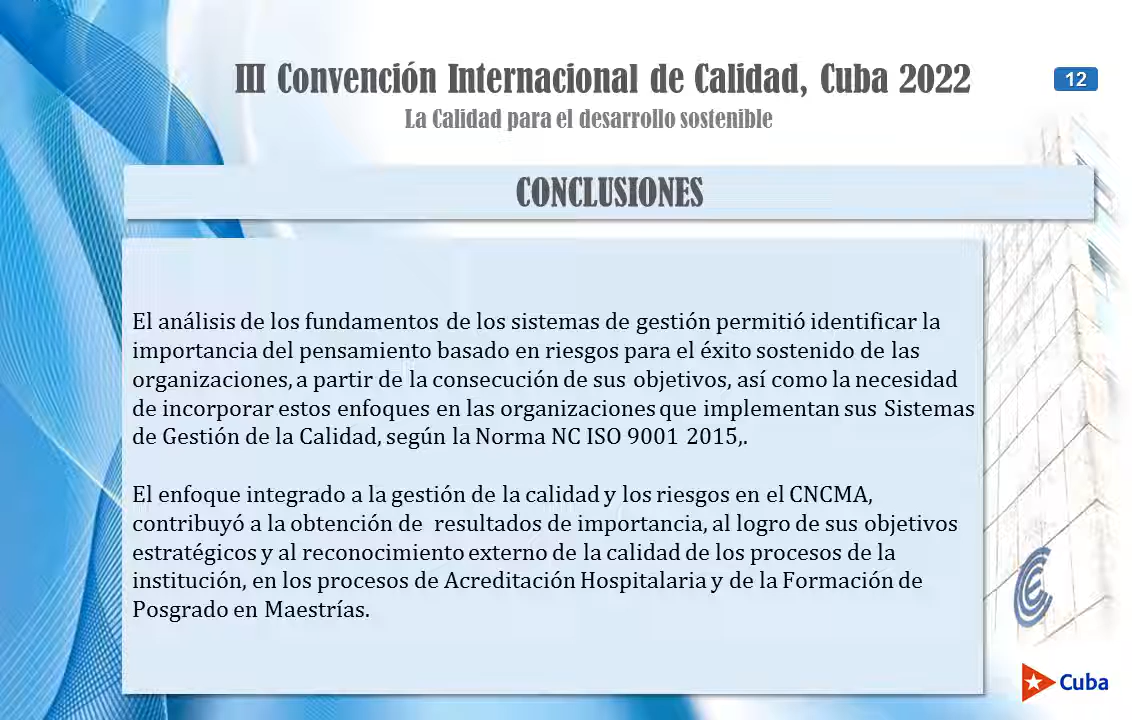 III Convención Internacional de Calidad, Cuba 2022
12
La Calidad para el desarrollo sostenible
CONCLUSIONES
El análisis de los fundamentos de los sistemas de gestión permitió identificar la
importancia del pensamiento basado en riesgos para el éxito sostenido de las
organizaciones, a partir de la consecución de sus objetivos, así como la necesidad
de incorporar estos enfoques en las organizaciones que implementan sus Sistemas
de Gestión de la Calidad, según la Norma NC ISO 9001 2015,.
El enfoque integrado a la gestión de la calidad y los riesgos en el CNCMA,
contribuyó a la obtención de  resultados de importancia, al logro de sus objetivos
estratégicos y al reconocimiento externo de la calidad de los procesos de la
institución, en los procesos de Acreditación Hospitalaria y de la Formación de
Posgrado en Maestrías.
Cuba